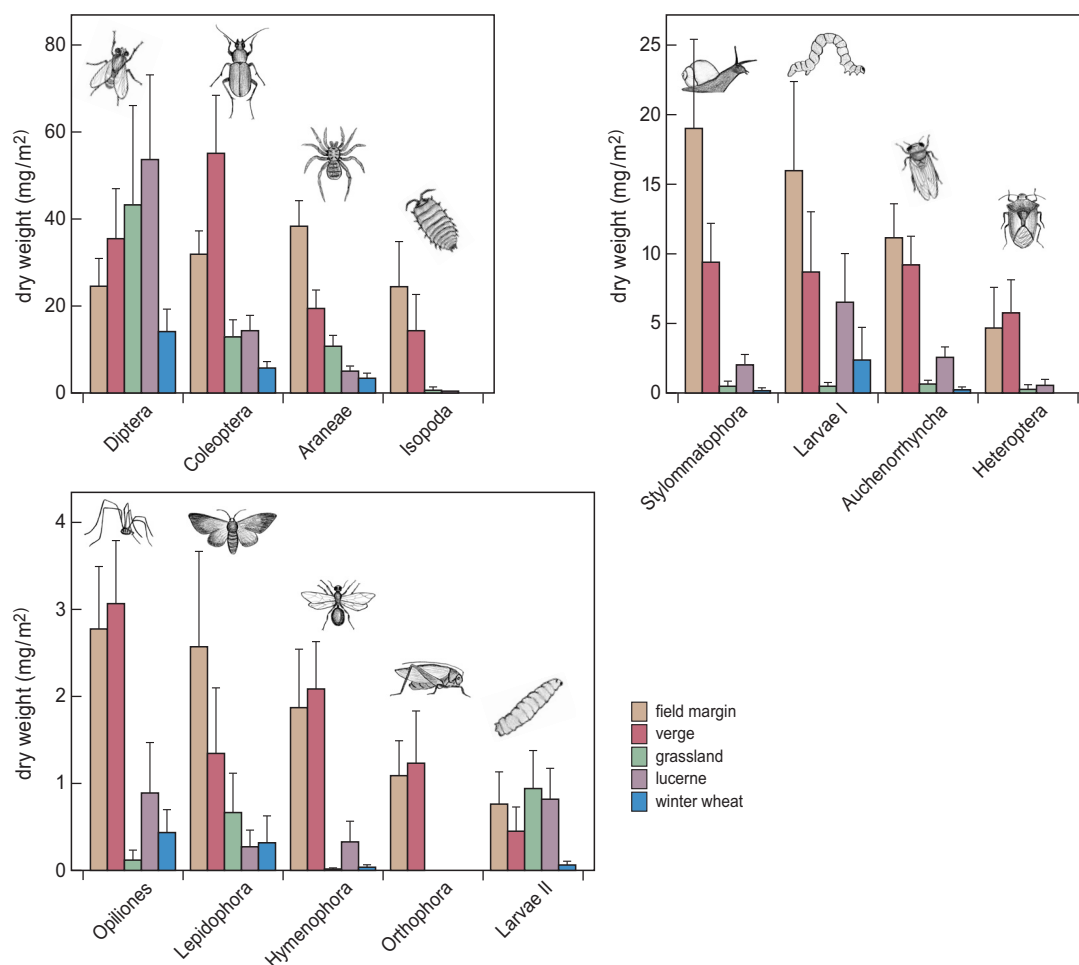 dry weight (mg/m2)
80
60
40
20
0
Diptera
Coleoptera
Araneae
Isopoda
dry weight (mg/m2)
25
20
15
10
5
0
Stylommatophora
Larvae I
Auchenorrhyncha
Heteroptera
dry weight (mg/m2)
4
3
2
1
0
Opiliones
Lepidophora
Hymenophora
Orthophora
Larvae II
field margin
verge
grassland
lucerne
winter wheat